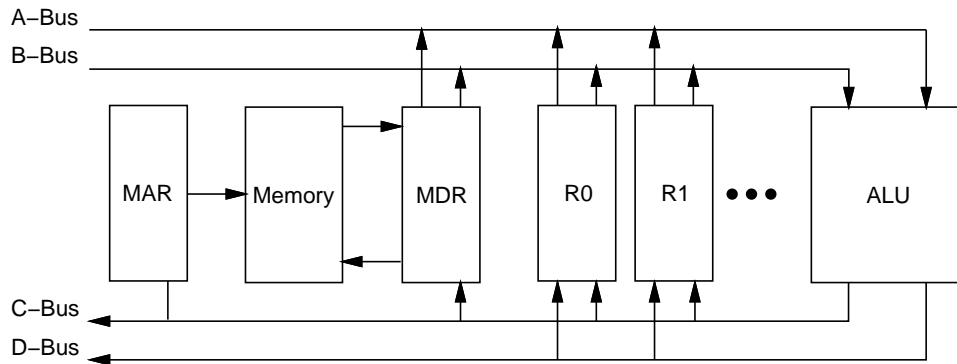 A–Bus
B–Bus
MAR
Memory
MDR
R0
R1
ALU
C–Bus
D–Bus